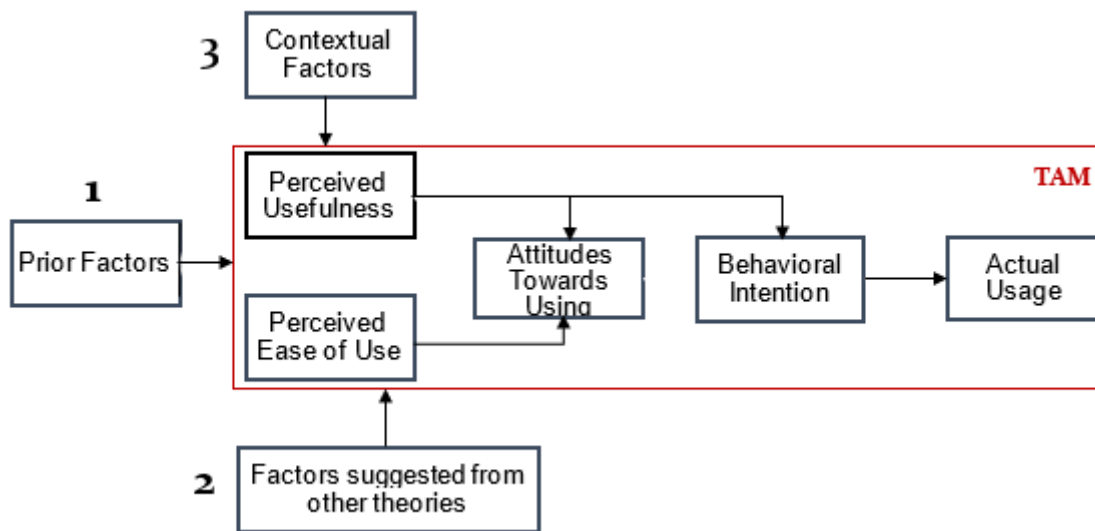 3
Contextual
Factors
TAM
1
Prior Factors
Perceived
Usefulness
Attitudes
Towards
Using
Behavioral
Intention
Actual
Usage
Perceived
Ease of Use
2
Factors suggested from
other theories